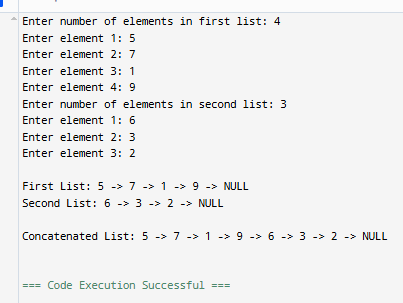 Enter number of elements in first list: 4
Enter element 1: 5
Enter element 2: 7
Enter element 3: 1
Enter element 4: 9
Enter number of elements in second list: 3
Enter element 1: 6
Enter element 2: 3
Enter element 3: 2
First List: 5 -> 7 -> 1 -> 9 -> NULL
Second List: 6 -> 3 -> 2 -> NULL
Concatenated List: 5 -> 7 -> 1 -> 9 -> 6 -> 3 -> 2 -> NULL
=== Code Execution Successful ===